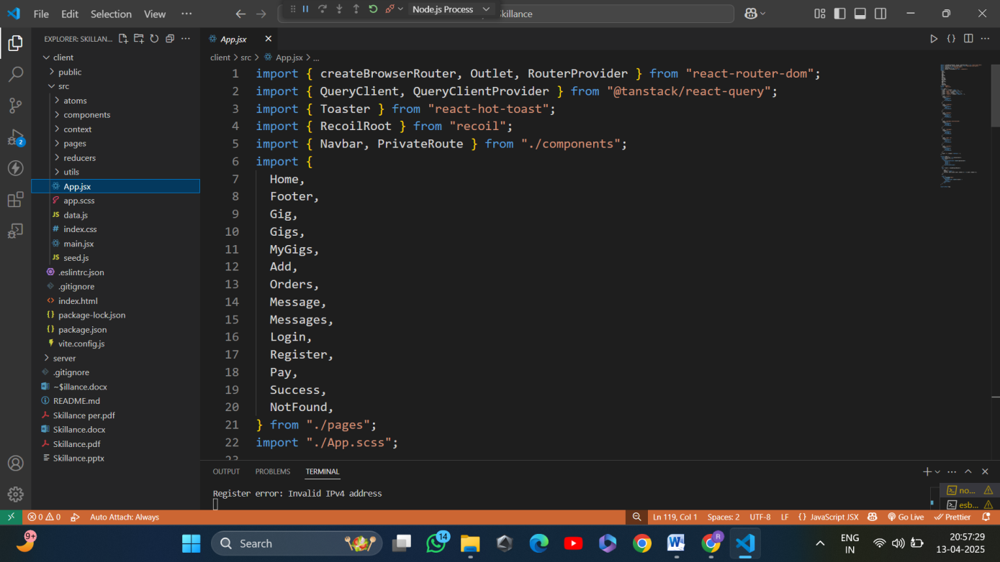 File Edit Selection View ···
Node.js Process
killance
EXPLORER: SKILLAN...
client
public
src
atoms
components
context
pages
reducers
utils
App.jsx
app.scss
JS data.js
# index.css
main.jsx
JS seed.js
.eslintrc.json
.gitignore
<> index.html
{} package-lock.json
{} package.json
vite.config.js
server
.gitignore
~$illance.docx
README.md
Skillance per.pdf
Skillance.docx
Skillance.pdf
Skillance.pptx
2
App.jsx
client > src > App.jsx > ...
1 import { createBrowserRouter, Outlet, RouterProvider } from "react-router-dom";
2 import { QueryClient, QueryClientProvider } from "@tanstack/react-query";
3 import { Toaster } from "react-hot-toast";
4 import { RecoilRoot } from "recoil";
5 import { Navbar, PrivateRoute } from "./components";
6 import {
7 Home,
8 Footer,
9 Gig,
10 Gigs,
11 MyGigs,
12 Add,
13 Orders,
14 Message,
15 Messages,
16 Login,
17 Register,
18 Pay,
19 Success,
20 NotFound,
21 } from "./pages";
22 import "./App.scss";
23
OUTPUT PROBLEMS TERMINAL
Register error: Invalid IPv4 address
no...
esb...
0 0 Auto Attach: Always
Ln 119, Col 1 Spaces: 2 UTF-8 LF {} JavaScript JSX Go Live Prettier
9+
Search
14
R
ENG
IN
20:57:29
13-04-2025